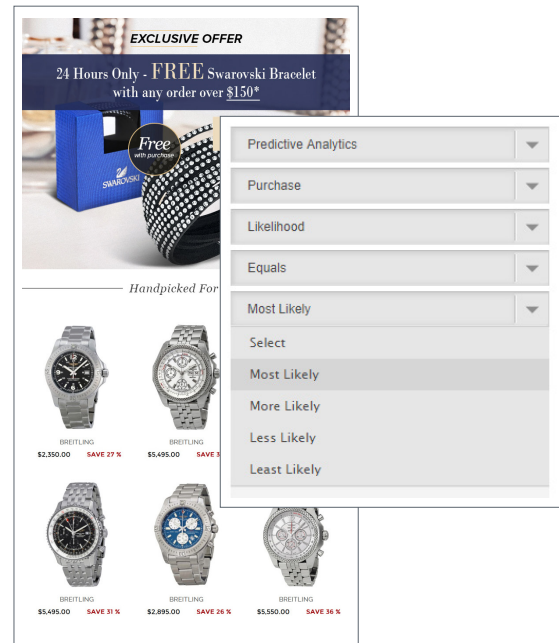 EXCLUSIVE OFFER
24 Hours Only - FREE Swarovski Bracelet
with any order over $150*
Free
with purchase
SWAROVSKI
Handpicked For
BREITLING
$2,350.00 SAVE 27 %
BREITLING
$5,495.00 SAVE 3
BREITLING
$5,495.00 SAVE 31 %
BREITLING
$2,895.00 SAVE 26 %
BREITLING
$5,550.00 SAVE 36 %
Predictive Analytics
Purchase
Likelihood
Equals
Most Likely
Select
Most Likely
More Likely
Less Likely
Least Likely